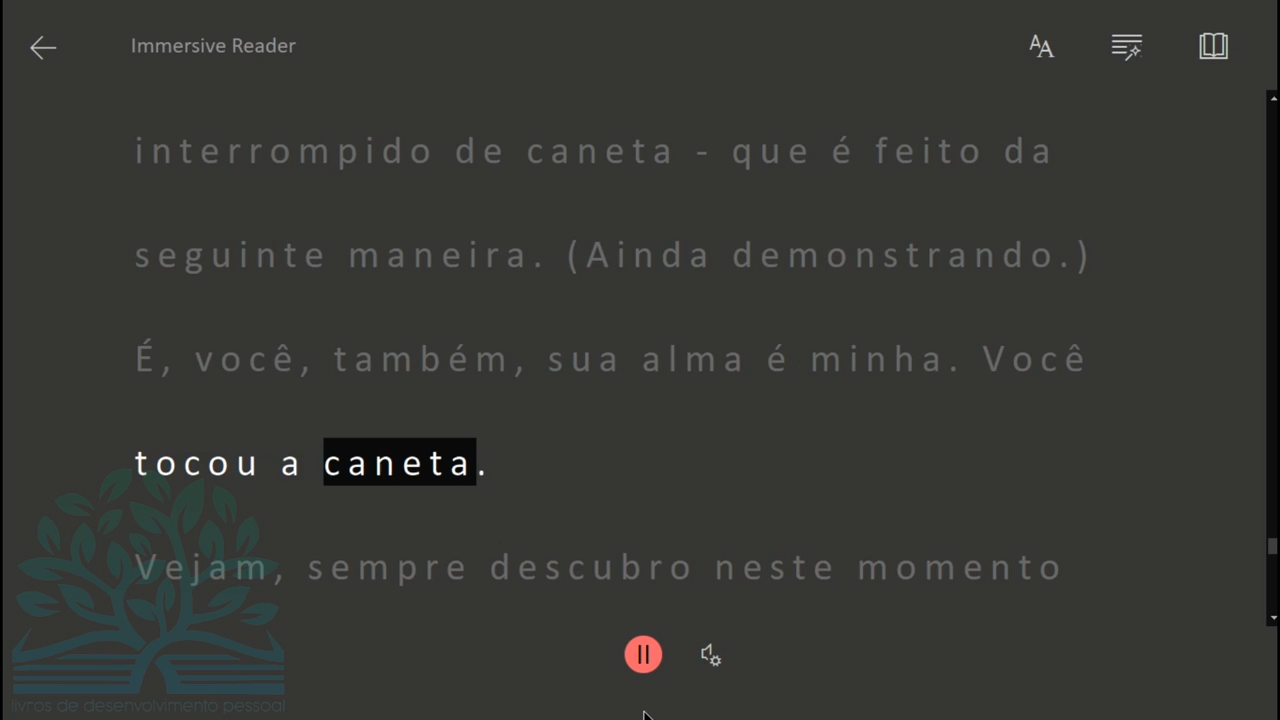 Immersive Reader
interrompido de caneta - que é feito da
seguinte maneira. (Ainda demonstrando.)
É, você, também, sua alma é minha. Você
tocou a caneta.
Vejam, sempre descubro neste momento
livros de desenvolvimento pessoal